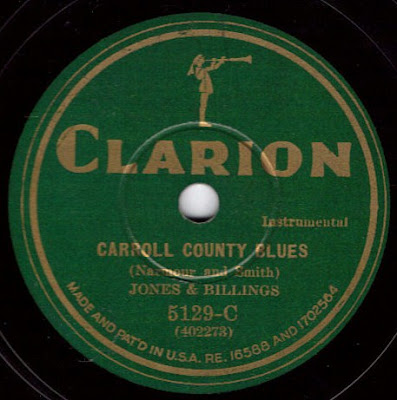 CLARION
Instrumental
CARROLL COUNTY BLUES
(Narmour and Smith)
JONES & BILLINGS
5129-C
(402273)
MADE AND PAT'D IN U.S.A. RE. 16588 AND 1702564